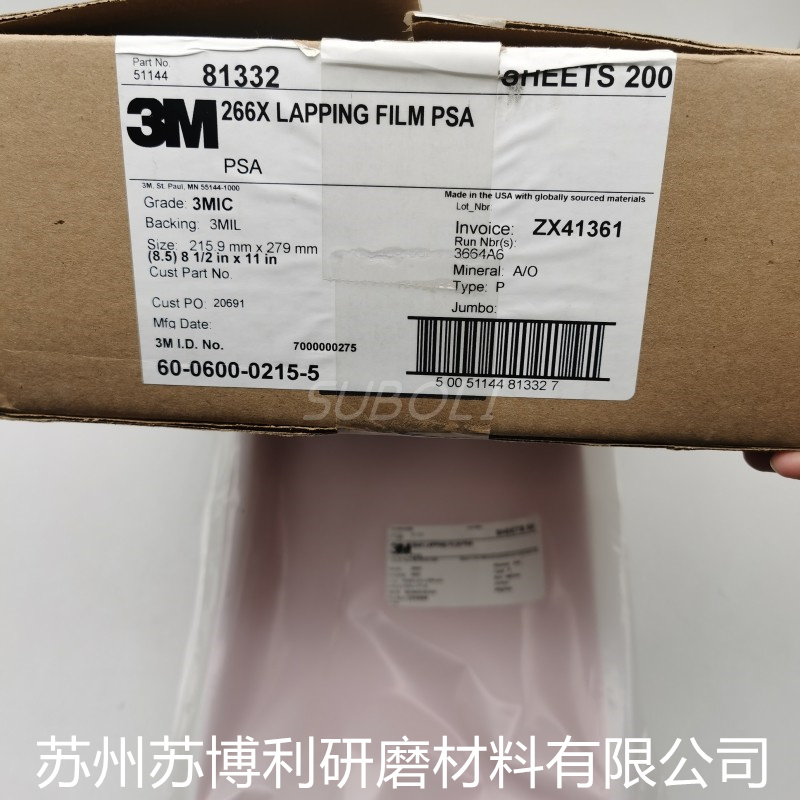 Part No.
51144 81332 SHEETS 200
3M 266X LAPPING FILM PSA
PSA
3M, St. Paul, MN 55144-1000
Made in the USA with globally sourced materials
Grade: 3MIC
Lot_Nbr
Backing: 3MIL
Invoice: ZX41361
Size: 215.9 mm x 279 mm
Run Nbr(s):
(8.5) 8 1/2 in x 11 in
3664A6
Cust Part No.
Mineral: A/O
Type: P
Cust PO: 20691
Jumbo:
Mfg Date:
3M I.D. No. 7000000275
60-0600-0215-5
5 00 51144 81332 7
SUBOLI
3M
苏州苏博利研磨材料有限公司